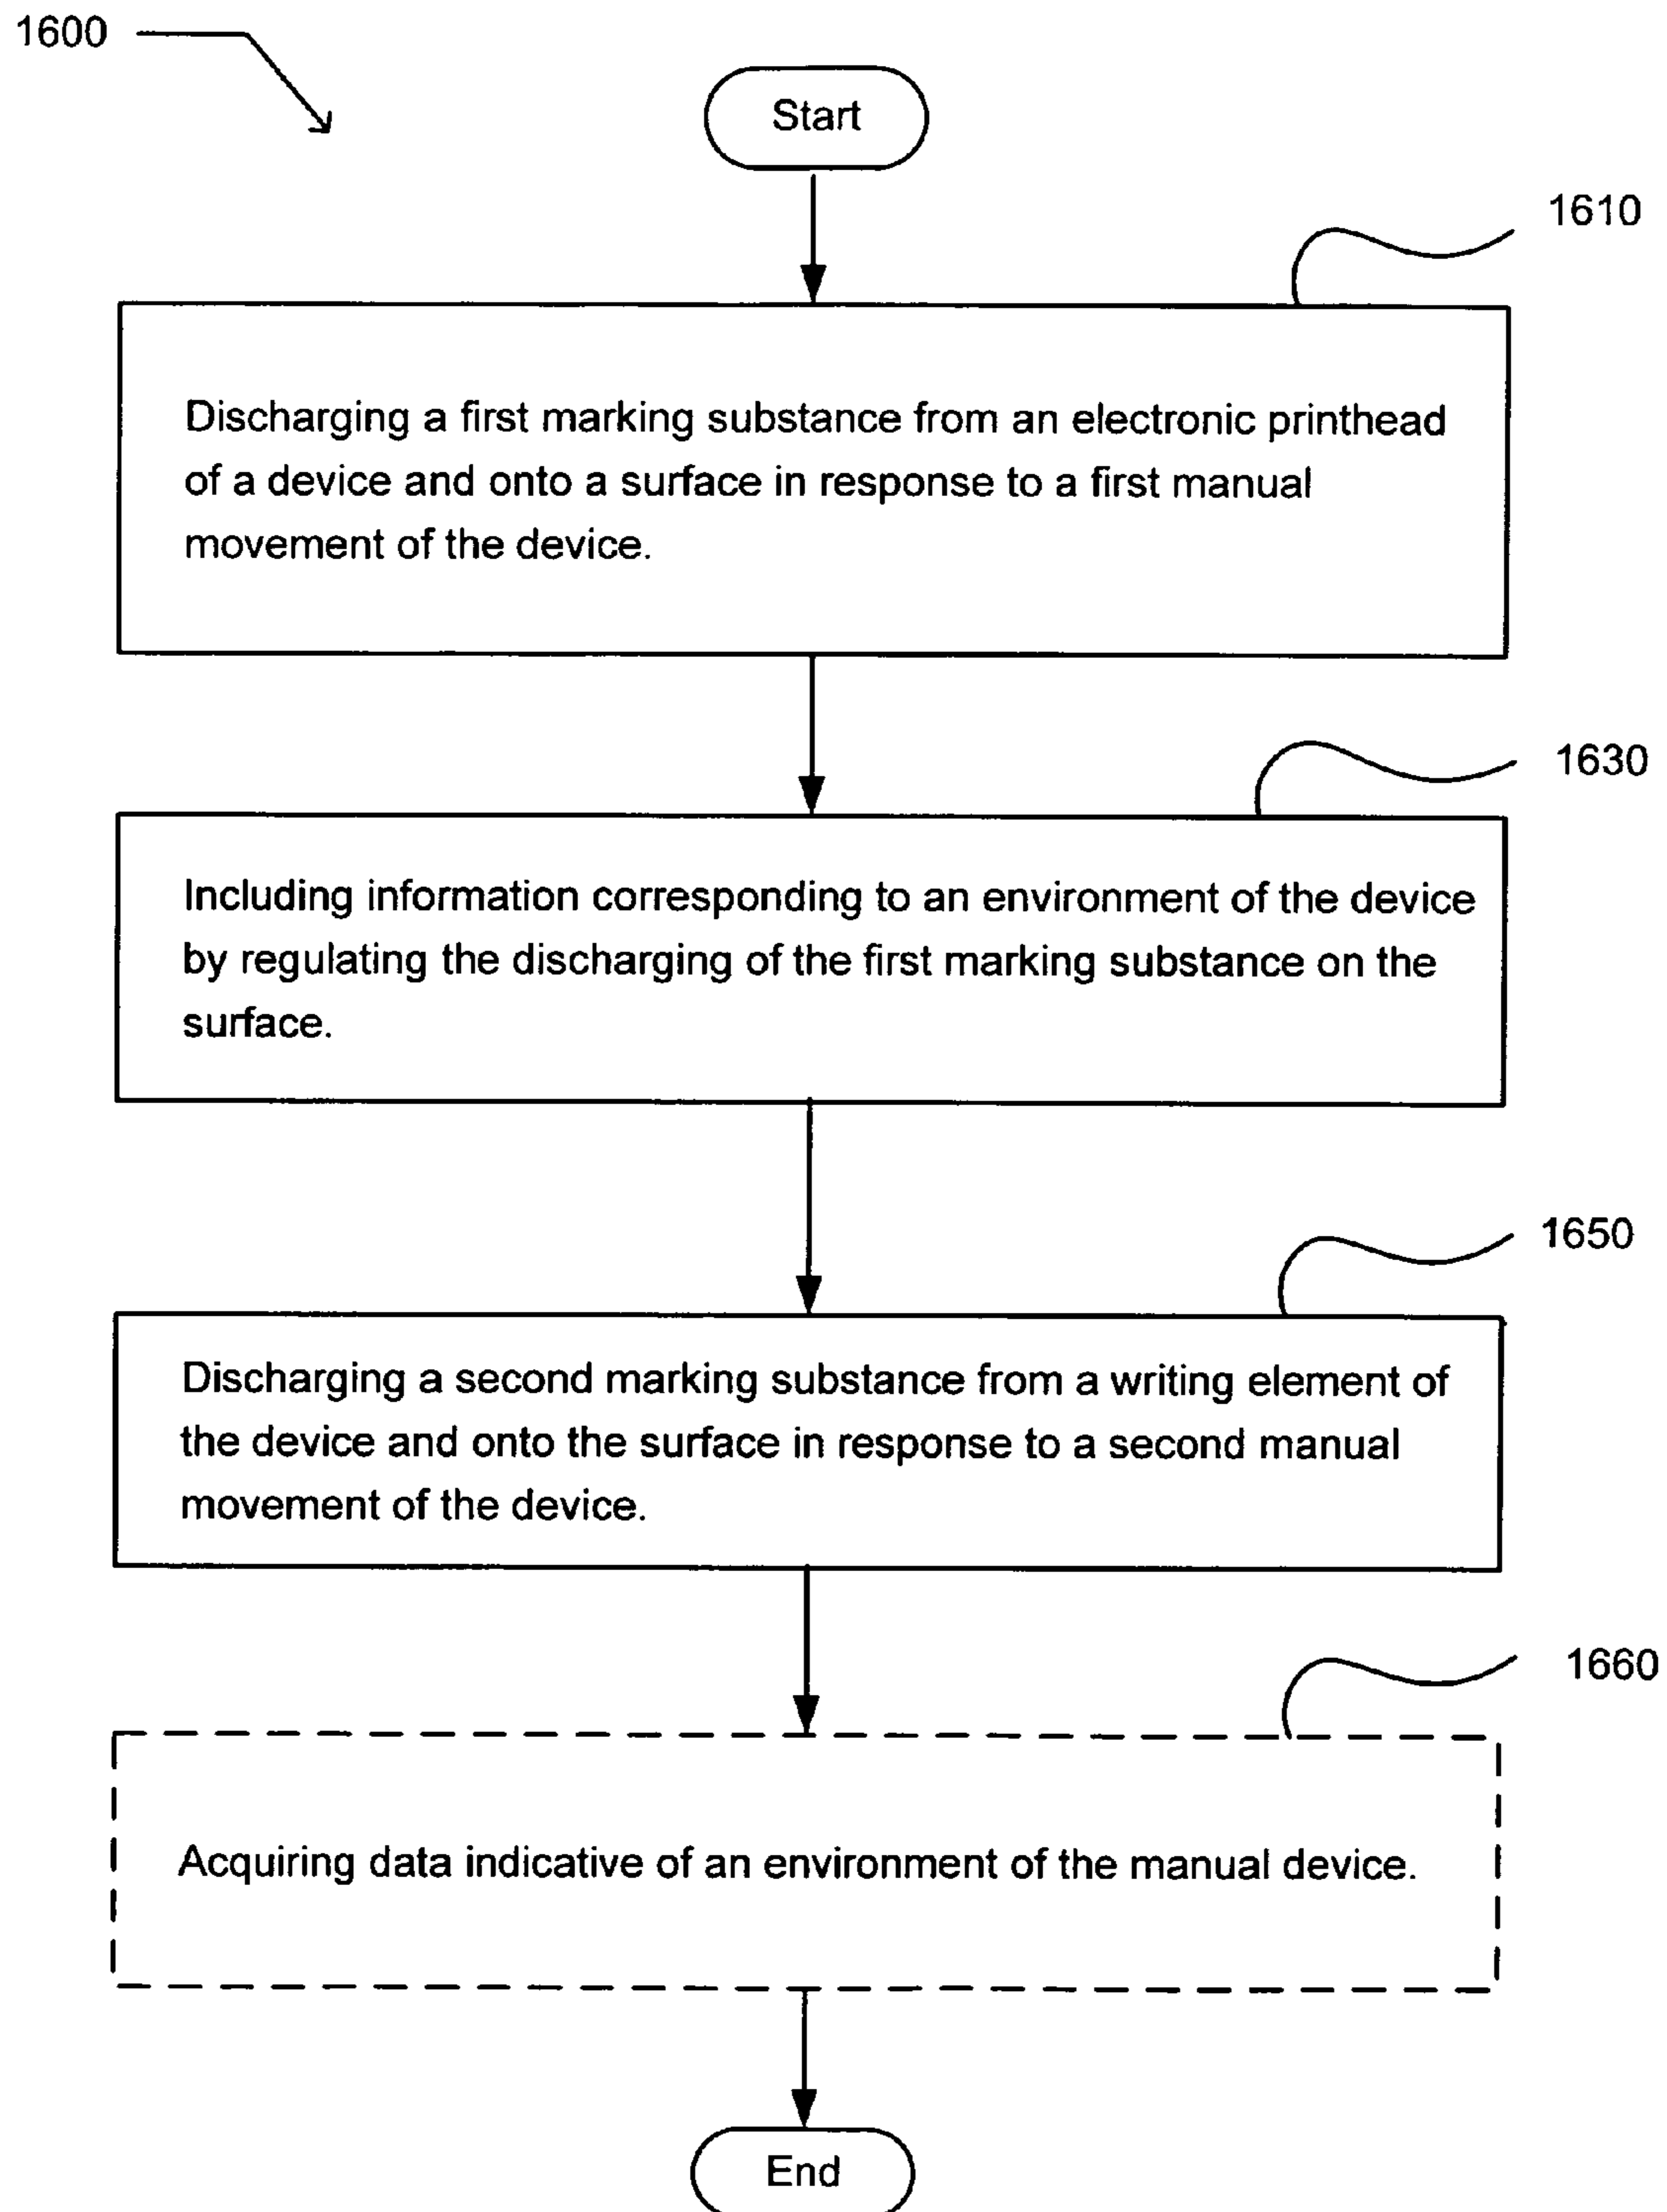 1600
Start
1610
Discharging a first marking substance from an electronic printhead
of a device and onto a surface in response to a first manual
movement of the device.
1630
Including information corresponding to an environment of the device
by regulating the discharging of the first marking substance on the
surface.
1650
Discharging a second marking substance from a writing element of
the device and onto the surface in response to a second manual
movement of the device.
1660
Acquiring data indicative of an environment of the manual device.
End